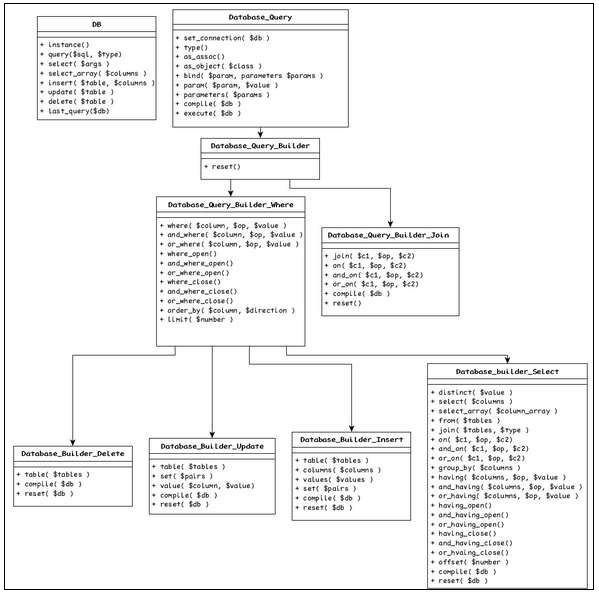 DB
+ instance()
+ query($sql, $type)
+ select( $args )
+ select_array( $columns )
+ insert( $table, $columns )
+ update( $table )
+ delete( $table )
+ last_query($db)
Database_Query
+ set_connection( $db )
+ type()
+ as_assoc()
+ as_object( $class )
+ bind( $param, parameters $params )
+ param( $param, $value )
+ parameters( $params )
+ compile( $db )
+ execute( $db )
Database_Query_Builder
+ reset()
Database_Query_Builder_Where
+ where( $column, $op, $value )
+ and_where( $column, $op, $value )
+ or_where( $column, $op, $value )
+ where_open()
+ and_where_open()
+ or_where_open()
+ where_close()
+ and_where_close()
+ or_where_close()
+ order_by( $column, $direction )
+ limit( $number )
Database_Query_Builder_Join
+ join( $c1, $op, $c2)
+ on( $c1, $op, $c2)
+ and_on( $c1, $op, $c2)
+ or_on( $c1, $op, $c2)
+ compile( $db )
+ reset()
Database_Builder_Delete
+ table( $tables )
+ compile( $db )
+ reset( $db )
Database_Builder_Update
+ table( $tables )
+ set( $pairs )
+ value( $column, $value)
+ compile( $db )
+ reset( $db )
Database_Builder_Insert
+ table( $tables )
+ columns( $columns )
+ values( $values )
+ set( $pairs )
+ compile( $db )
+ reset( $db )
Database_builder_Select
+ distinct( $value )
+ select( $columns )
+ select_array( $column_array )
+ from( $tables )
+ join( $tables, $type )
+ on( $c1, $op, $c2)
+ and_on( $c1, $op, $c2)
+ or_on( $c1, $op, $c2)
+ group_by( $columns )
+ having( $columns, $op, $value )
+ and_having( $columns, $op, $value )
+ or_having( $columns, $op, $value )
+ having_open()
+ and_having_open()
+ or_having_open()
+ having_close()
+ and_having_close()
+ or_hvaing_close()
+ offset( $number )
+ compile( $db )
+ reset( $db )